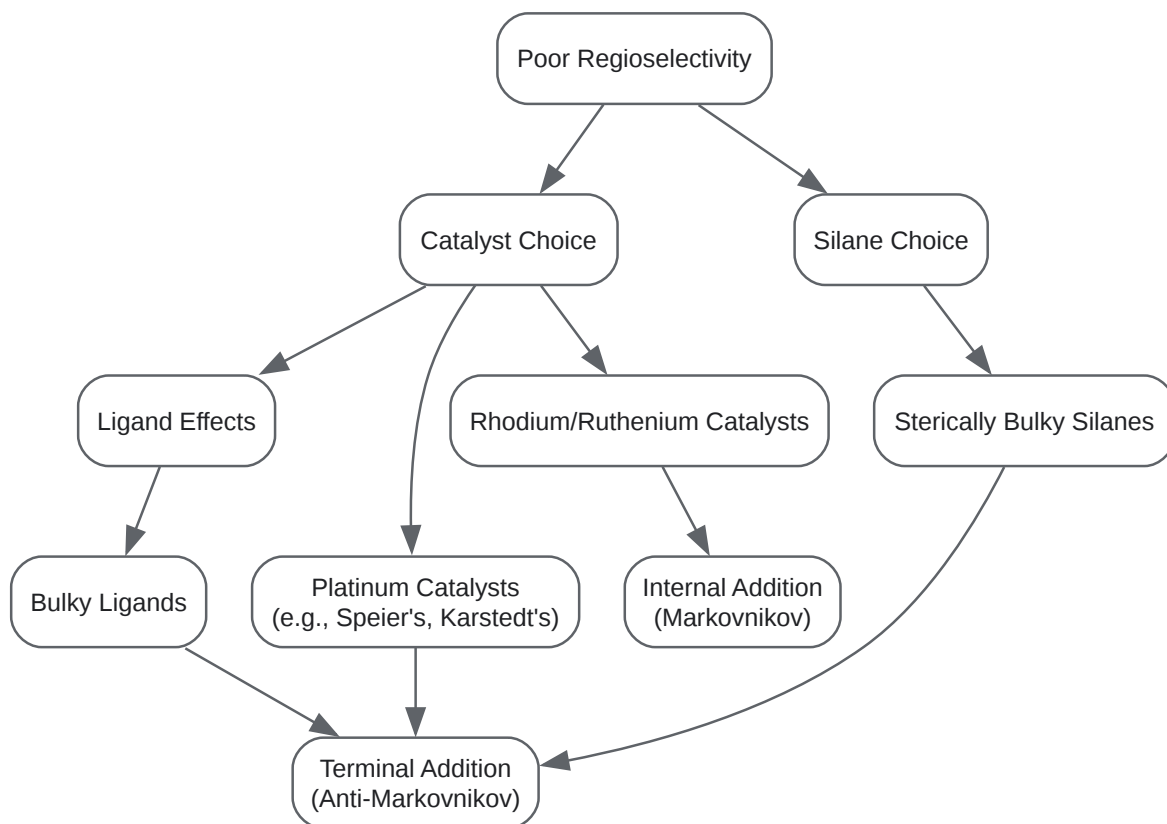 Poor Regioselectivity
Catalyst Choice
Silane Choice
Ligand Effects
Rhodium/Ruthenium Catalysts
Sterically Bulky Silanes
Bulky Ligands
Platinum Catalysts
(e.g., Speier's, Karstedt's)
Internal Addition
(Markovnikov)
Terminal Addition
(Anti-Markovnikov)